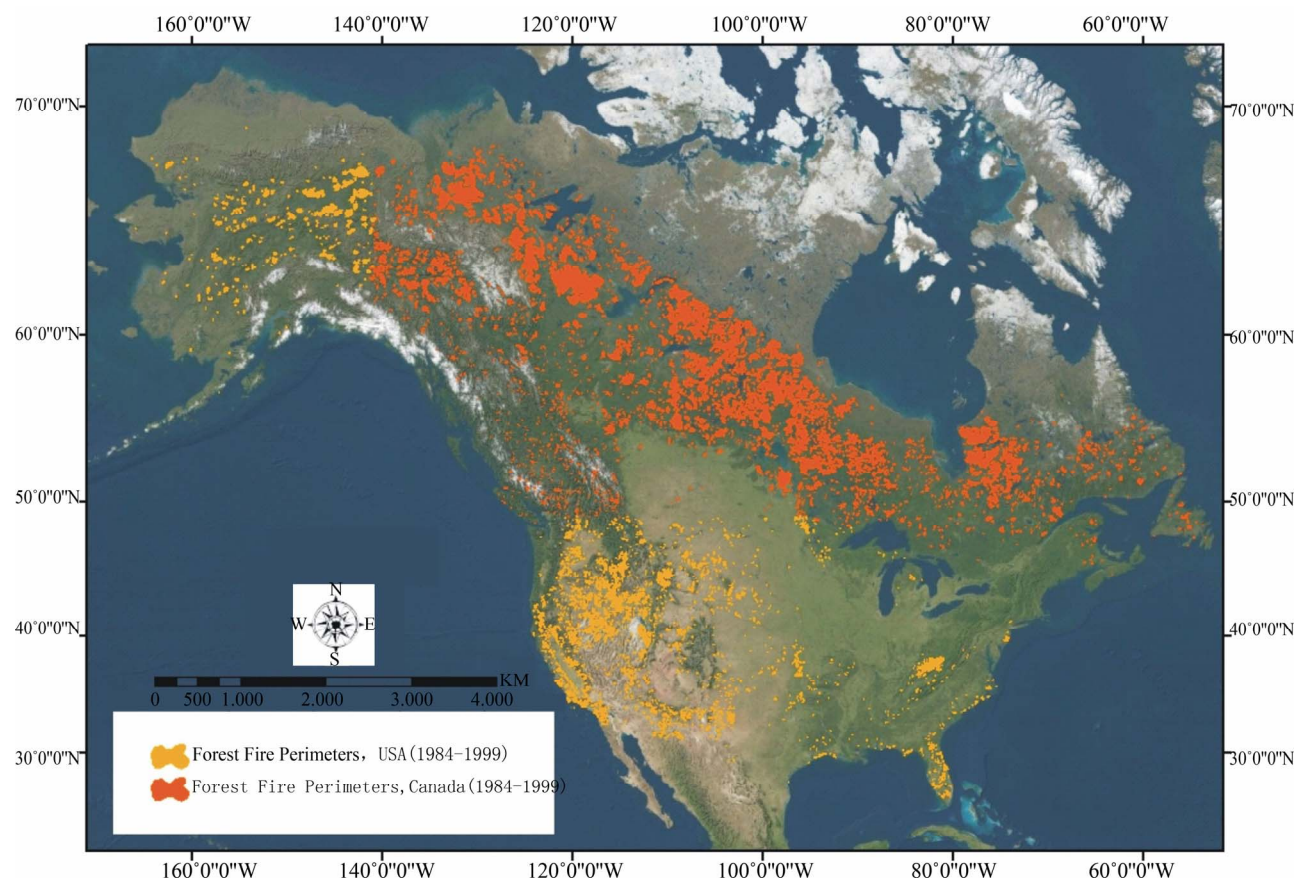 160°0'0"W 140°0'0"W 120°0'0"W 100°0'0"W 80°0'0"W 60°0'0"W
70°0'0"N 70°0'0"N
60°0'0"N 60°0'0"N
50°0'0"N 50°0'0"N
N
W E
S
40°0'0"N 40°0'0"N
KM
0 500 1.000 2.000 3.000 4.000
Forest Fire Perimeters, USA(1984-1999)
30°0'0"N 30°0'0"N
Forest Fire Perimeters,Canada(1984-1999)
160°0'0"W 140°0'0"W 120°0'0"W 100°0'0"W 80°0'0"W 60°0'0"W